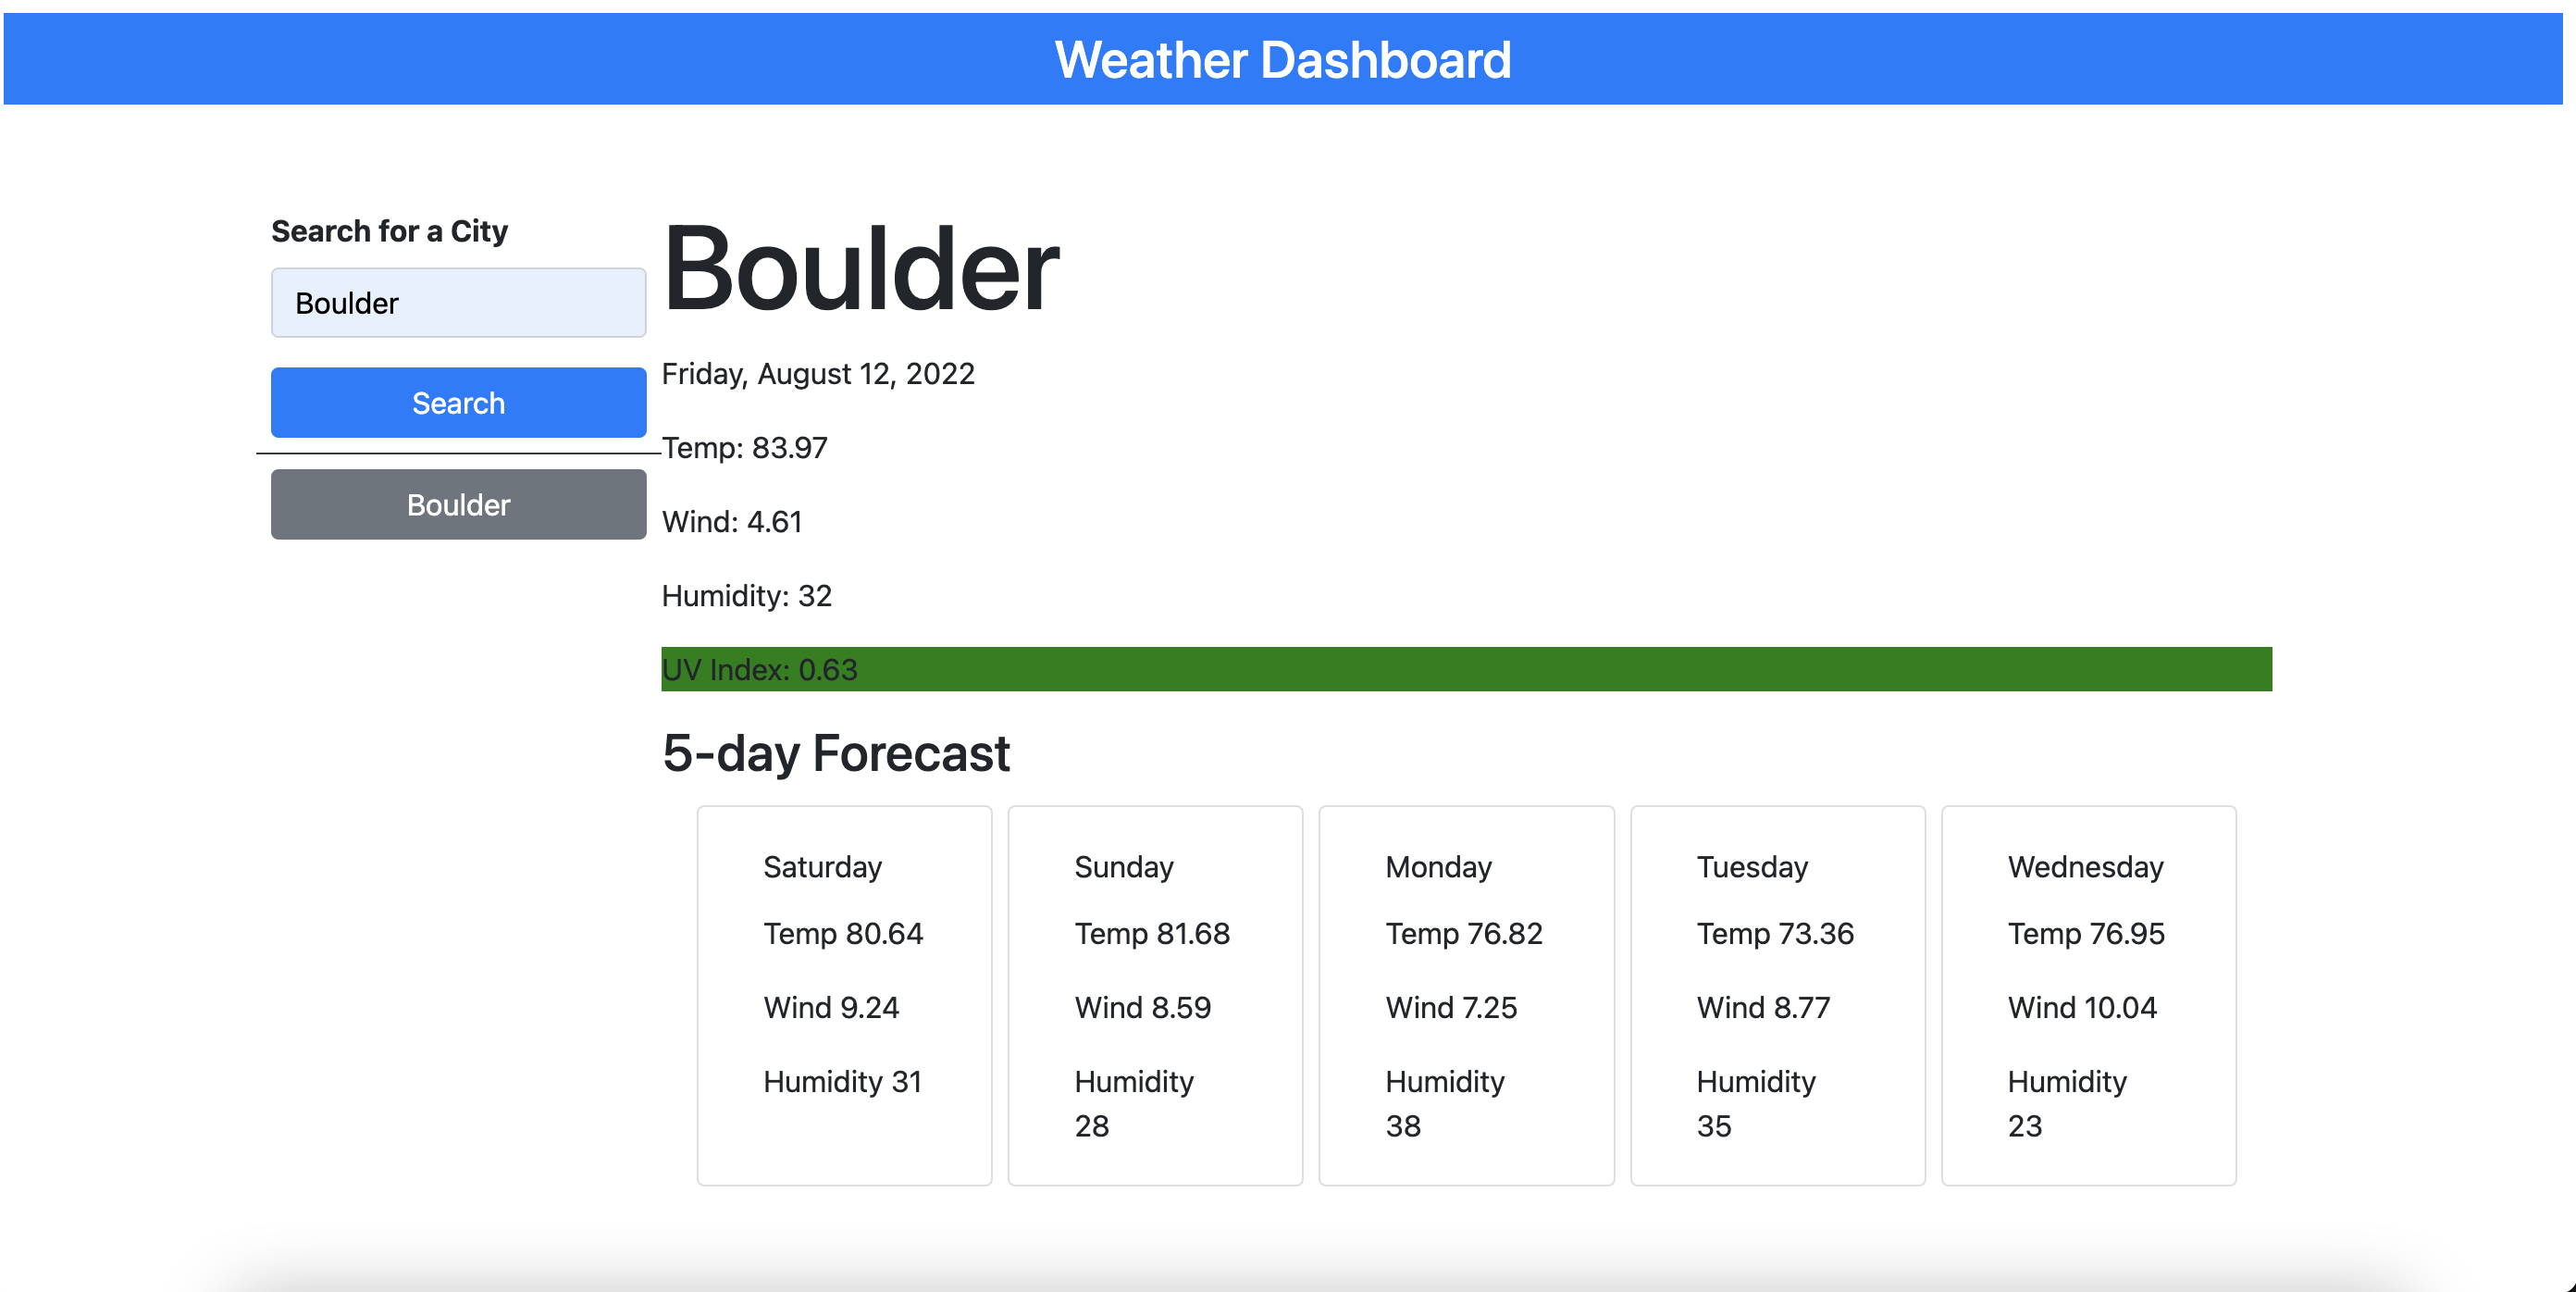 Weather Dashboard
Search for a City
Boulder
Search
Boulder
Boulder
Friday, August 12, 2022
Temp: 83.97
Wind: 4.61
Humidity: 32
UV Index: 0.63
5-day Forecast
Saturday
Temp 80.64
Wind 9.24
Humidity 31
Sunday
Temp 81.68
Wind 8.59
Humidity
28
Monday
Temp 76.82
Wind 7.25
Humidity
38
Tuesday
Temp 73.36
Wind 8.77
Humidity
35
Wednesday
Temp 76.95
Wind 10.04
Humidity
23